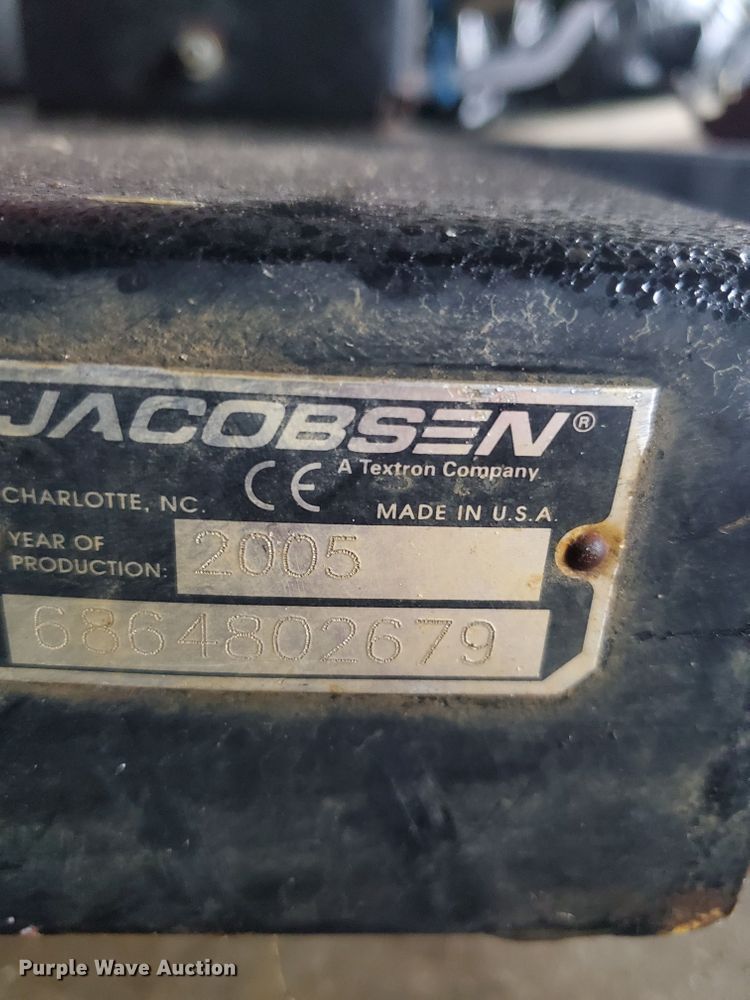 JACOBSEN®
A Textron Company
CE
CHARLOTTE, NC.
MADE IN U.S.A.
YEAR OF
PRODUCTION: 2005
6864802679
Purple Wave Auction